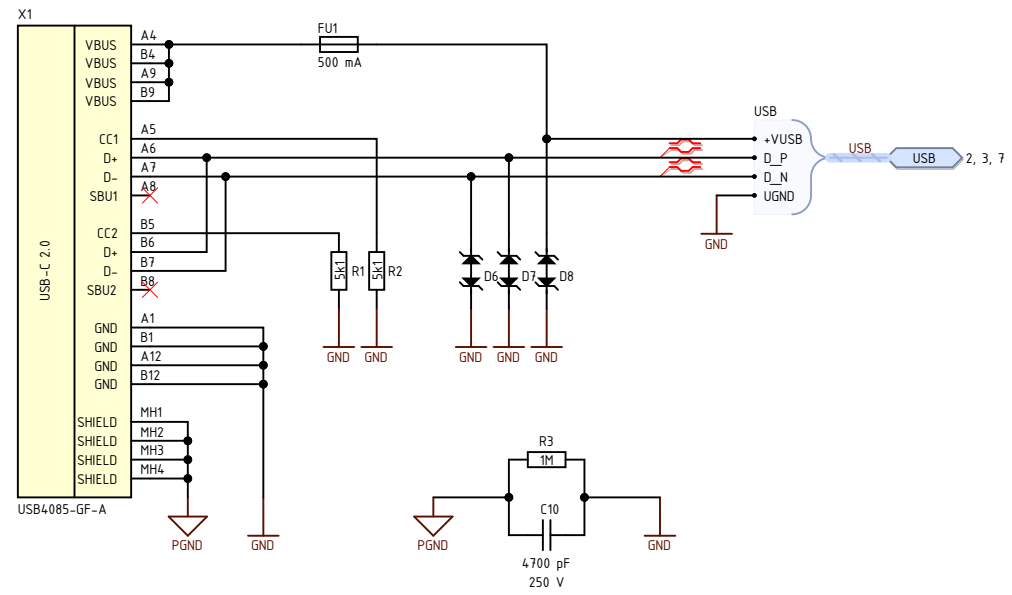 X1
USB-C 2.0
VBUS A4
VBUS B4
VBUS A9
VBUS B9
CC1 A5
D+ A6
D- A7
SBU1 A8
CC2 B5
D+ B6
D- B7
SBU2 B8
GND A1
GND B1
GND A12
GND B12
SHIELD MH1
SHIELD MH2
SHIELD MH3
SHIELD MH4
USB4085-GF-A
PGND
GND
FU1
500 mA
5k1 R1
5k1 R2
GND
GND
D6
D7
D8
GND
GND
GND
USB
+VUSB
D_P
D_N
UGND
GND
USB
USB
2, 3, 7
R3
1M
C10
4700 pF
250 V
PGND
GND